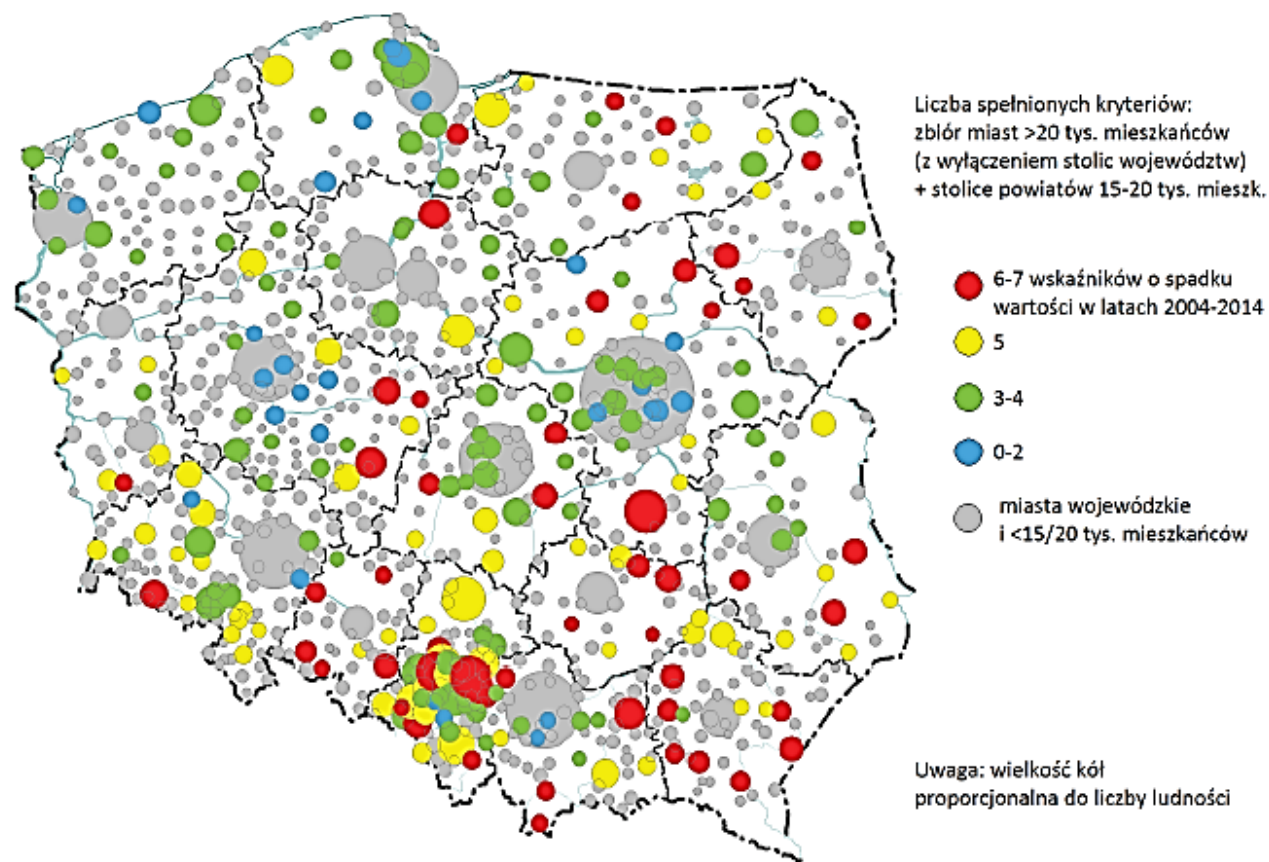 Liczba spełnionych kryteriów:
zbiór miast >20 tys. mieszkańców
(z wyłączeniem stolic województw)
+ stolice powiatów 15-20 tys. mieszk.
6-7 wskaźników o spadku
wartości w latach 2004-2014
5
3-4
0-2
miasta wojewódzkie
i <15/20 tys. mieszkańców
Uwaga: wielkość kół
proporcjonalna do liczby ludności